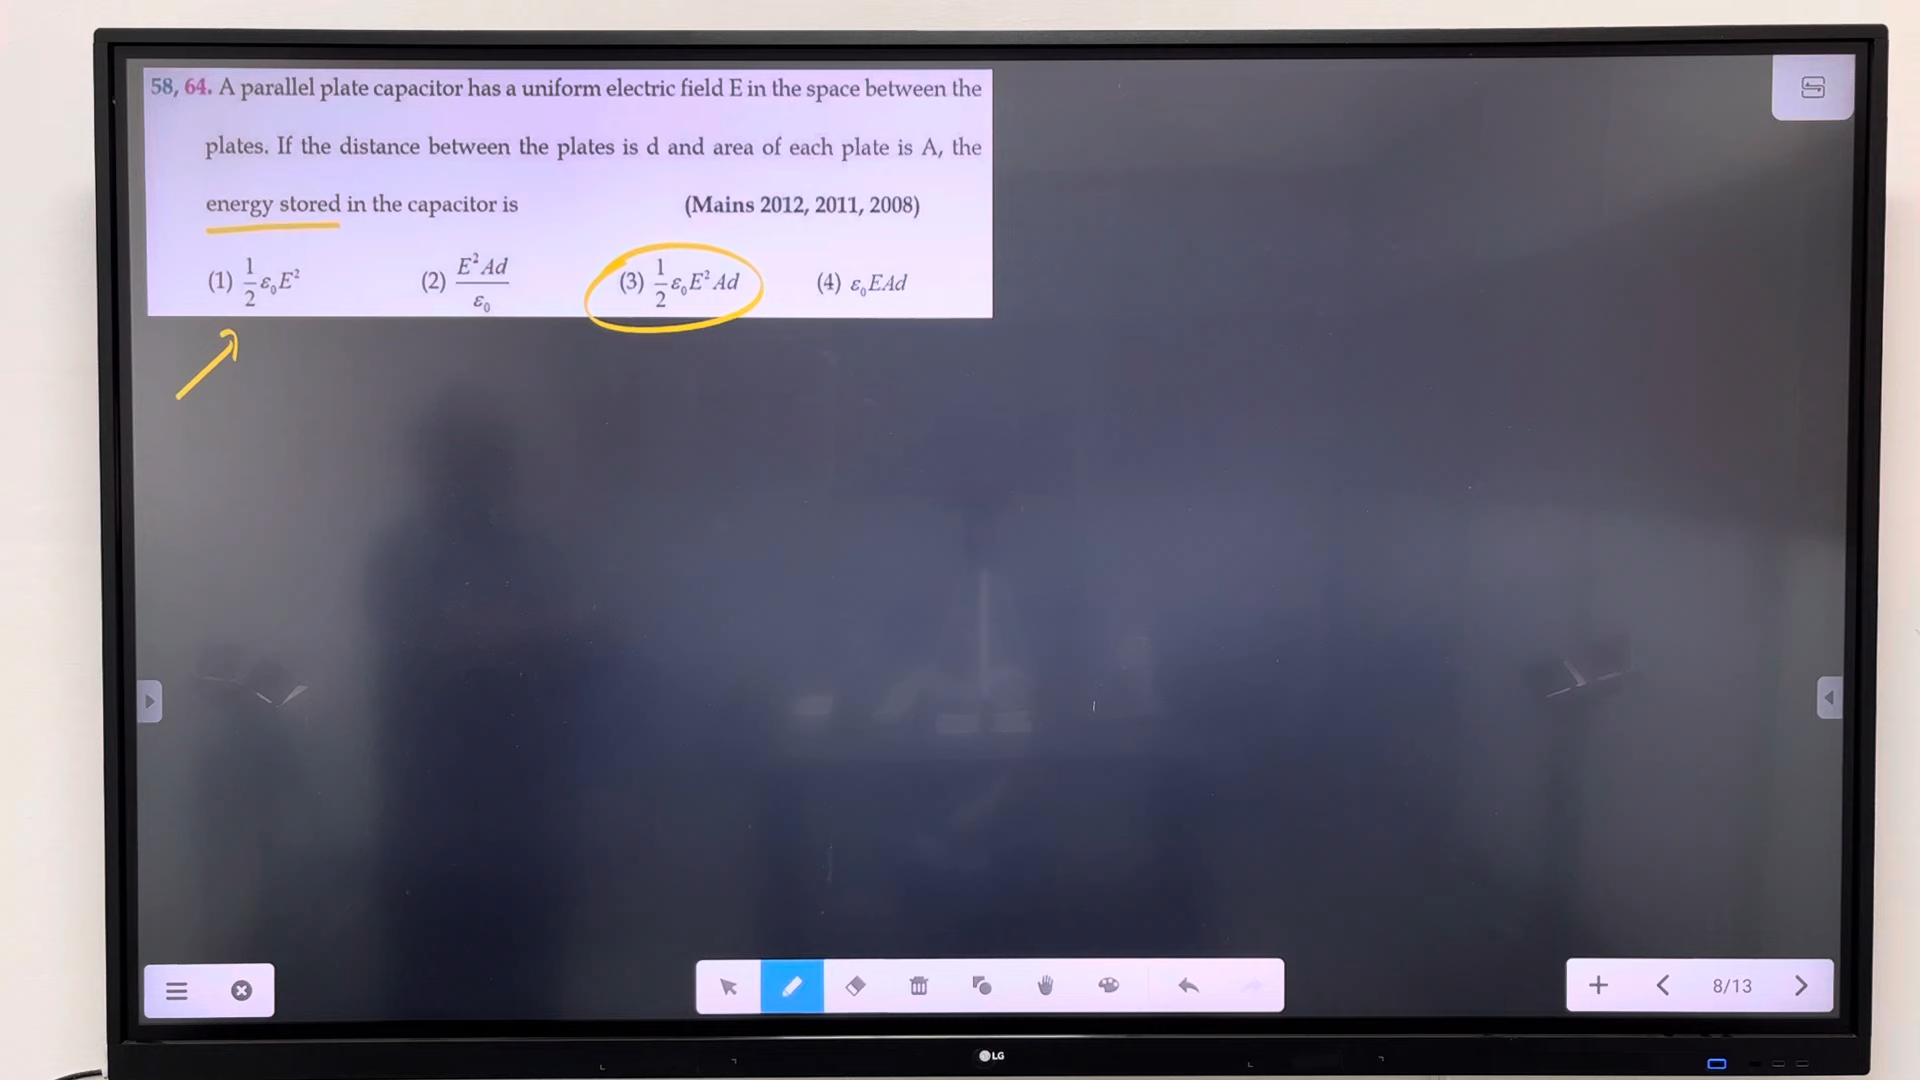 58, 64. A parallel plate capacitor has a uniform electric field E in the space between the
plates. If the distance between the plates is d and area of each plate is A, the
energy stored in the capacitor is (Mains 2012, 2011, 2008)
(1) 1/2 ε₀E² (2) E²Ad/ε₀ (3) 1/2 ε₀E²Ad (4) ε₀EAd
8/13
LG